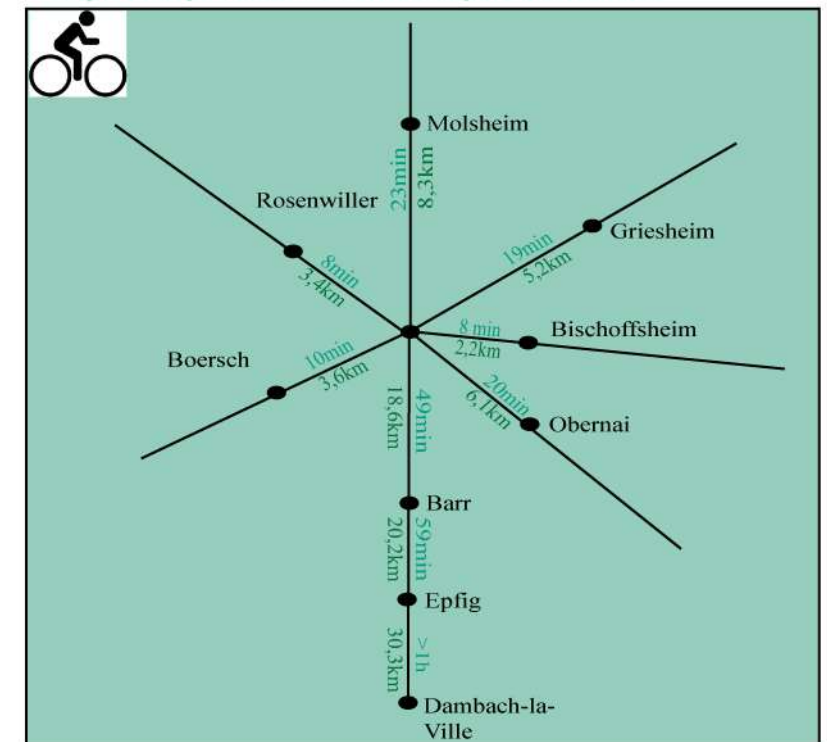 Molsheim
23min
8,3km
Rosenwiller
8min
3,4km
Griesheim
19min
5,2km
Bischoffsheim
8 min
2,2km
Boersch
10min
3,6km
20min
6,1km
Obernai
49min
18,6km
Barr
59min
20,2km
Epfig
>1h
30,3km
Dambach-la-
Ville